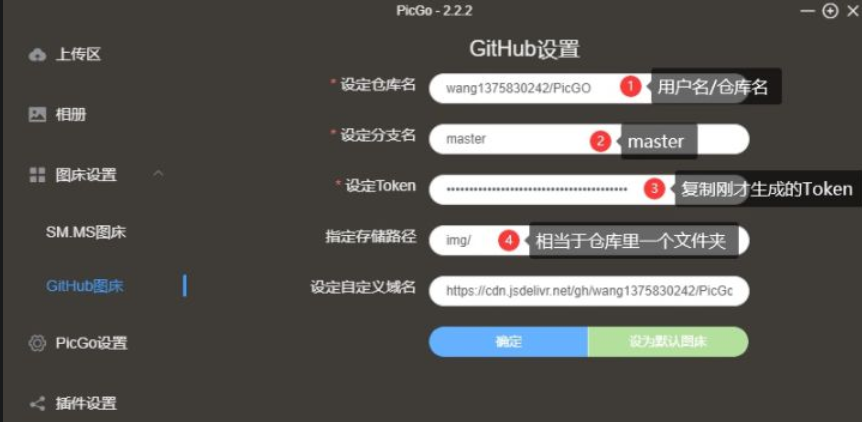 PicGo - 2.2.2
上传区
相册
图床设置
SM.MS图床
GitHub图床
PicGo设置
插件设置
GitHub设置
* 设定仓库名 wang1375830242/PicGO 1 用户名/仓库名
* 设定分支名 master 2 master
* 设定Token 3 复制刚才生成的Token
指定存储路径 img/ 4 相当于仓库里一个文件夹
设定自定义域名 https://cdn.jsdelivr.net/gh/wang1375830242/PicGo
确定 设为默认图床